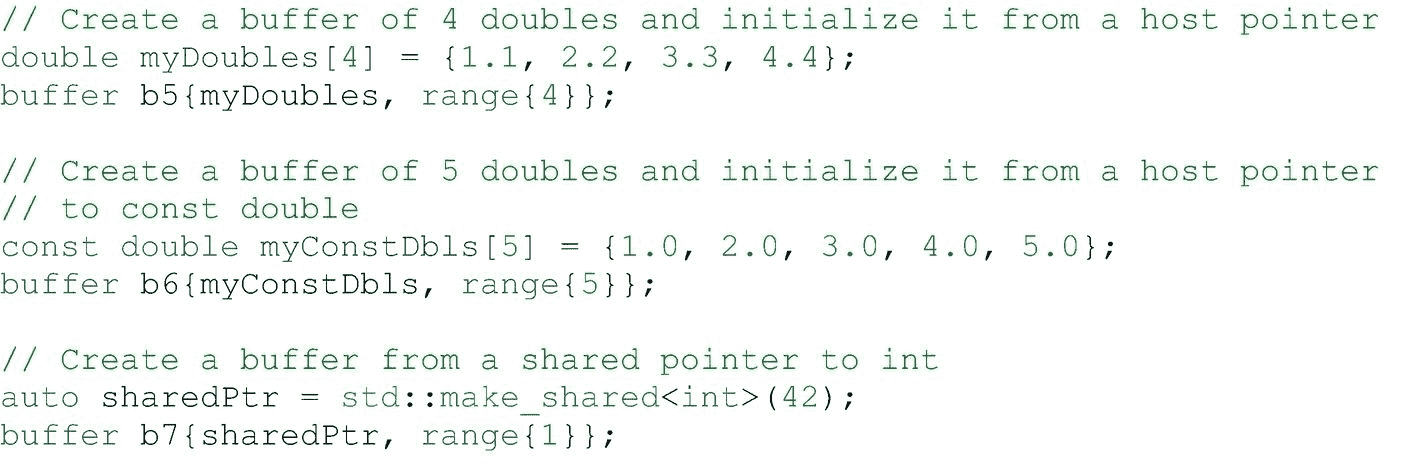 // Create a buffer of 4 doubles and initialize it from a host pointer
double myDoubles[4] = {1.1, 2.2, 3.3, 4.4};
buffer b5{myDoubles, range{4}};
// Create a buffer of 5 doubles and initialize it from a host pointer
// to const double
const double myConstDbls[5] = {1.0, 2.0, 3.0, 4.0, 5.0};
buffer b6{myConstDbls, range{5}};
// Create a buffer from a shared pointer to int
auto sharedPtr = std::make_shared<int>(42);
buffer b7{sharedPtr, range{1}};